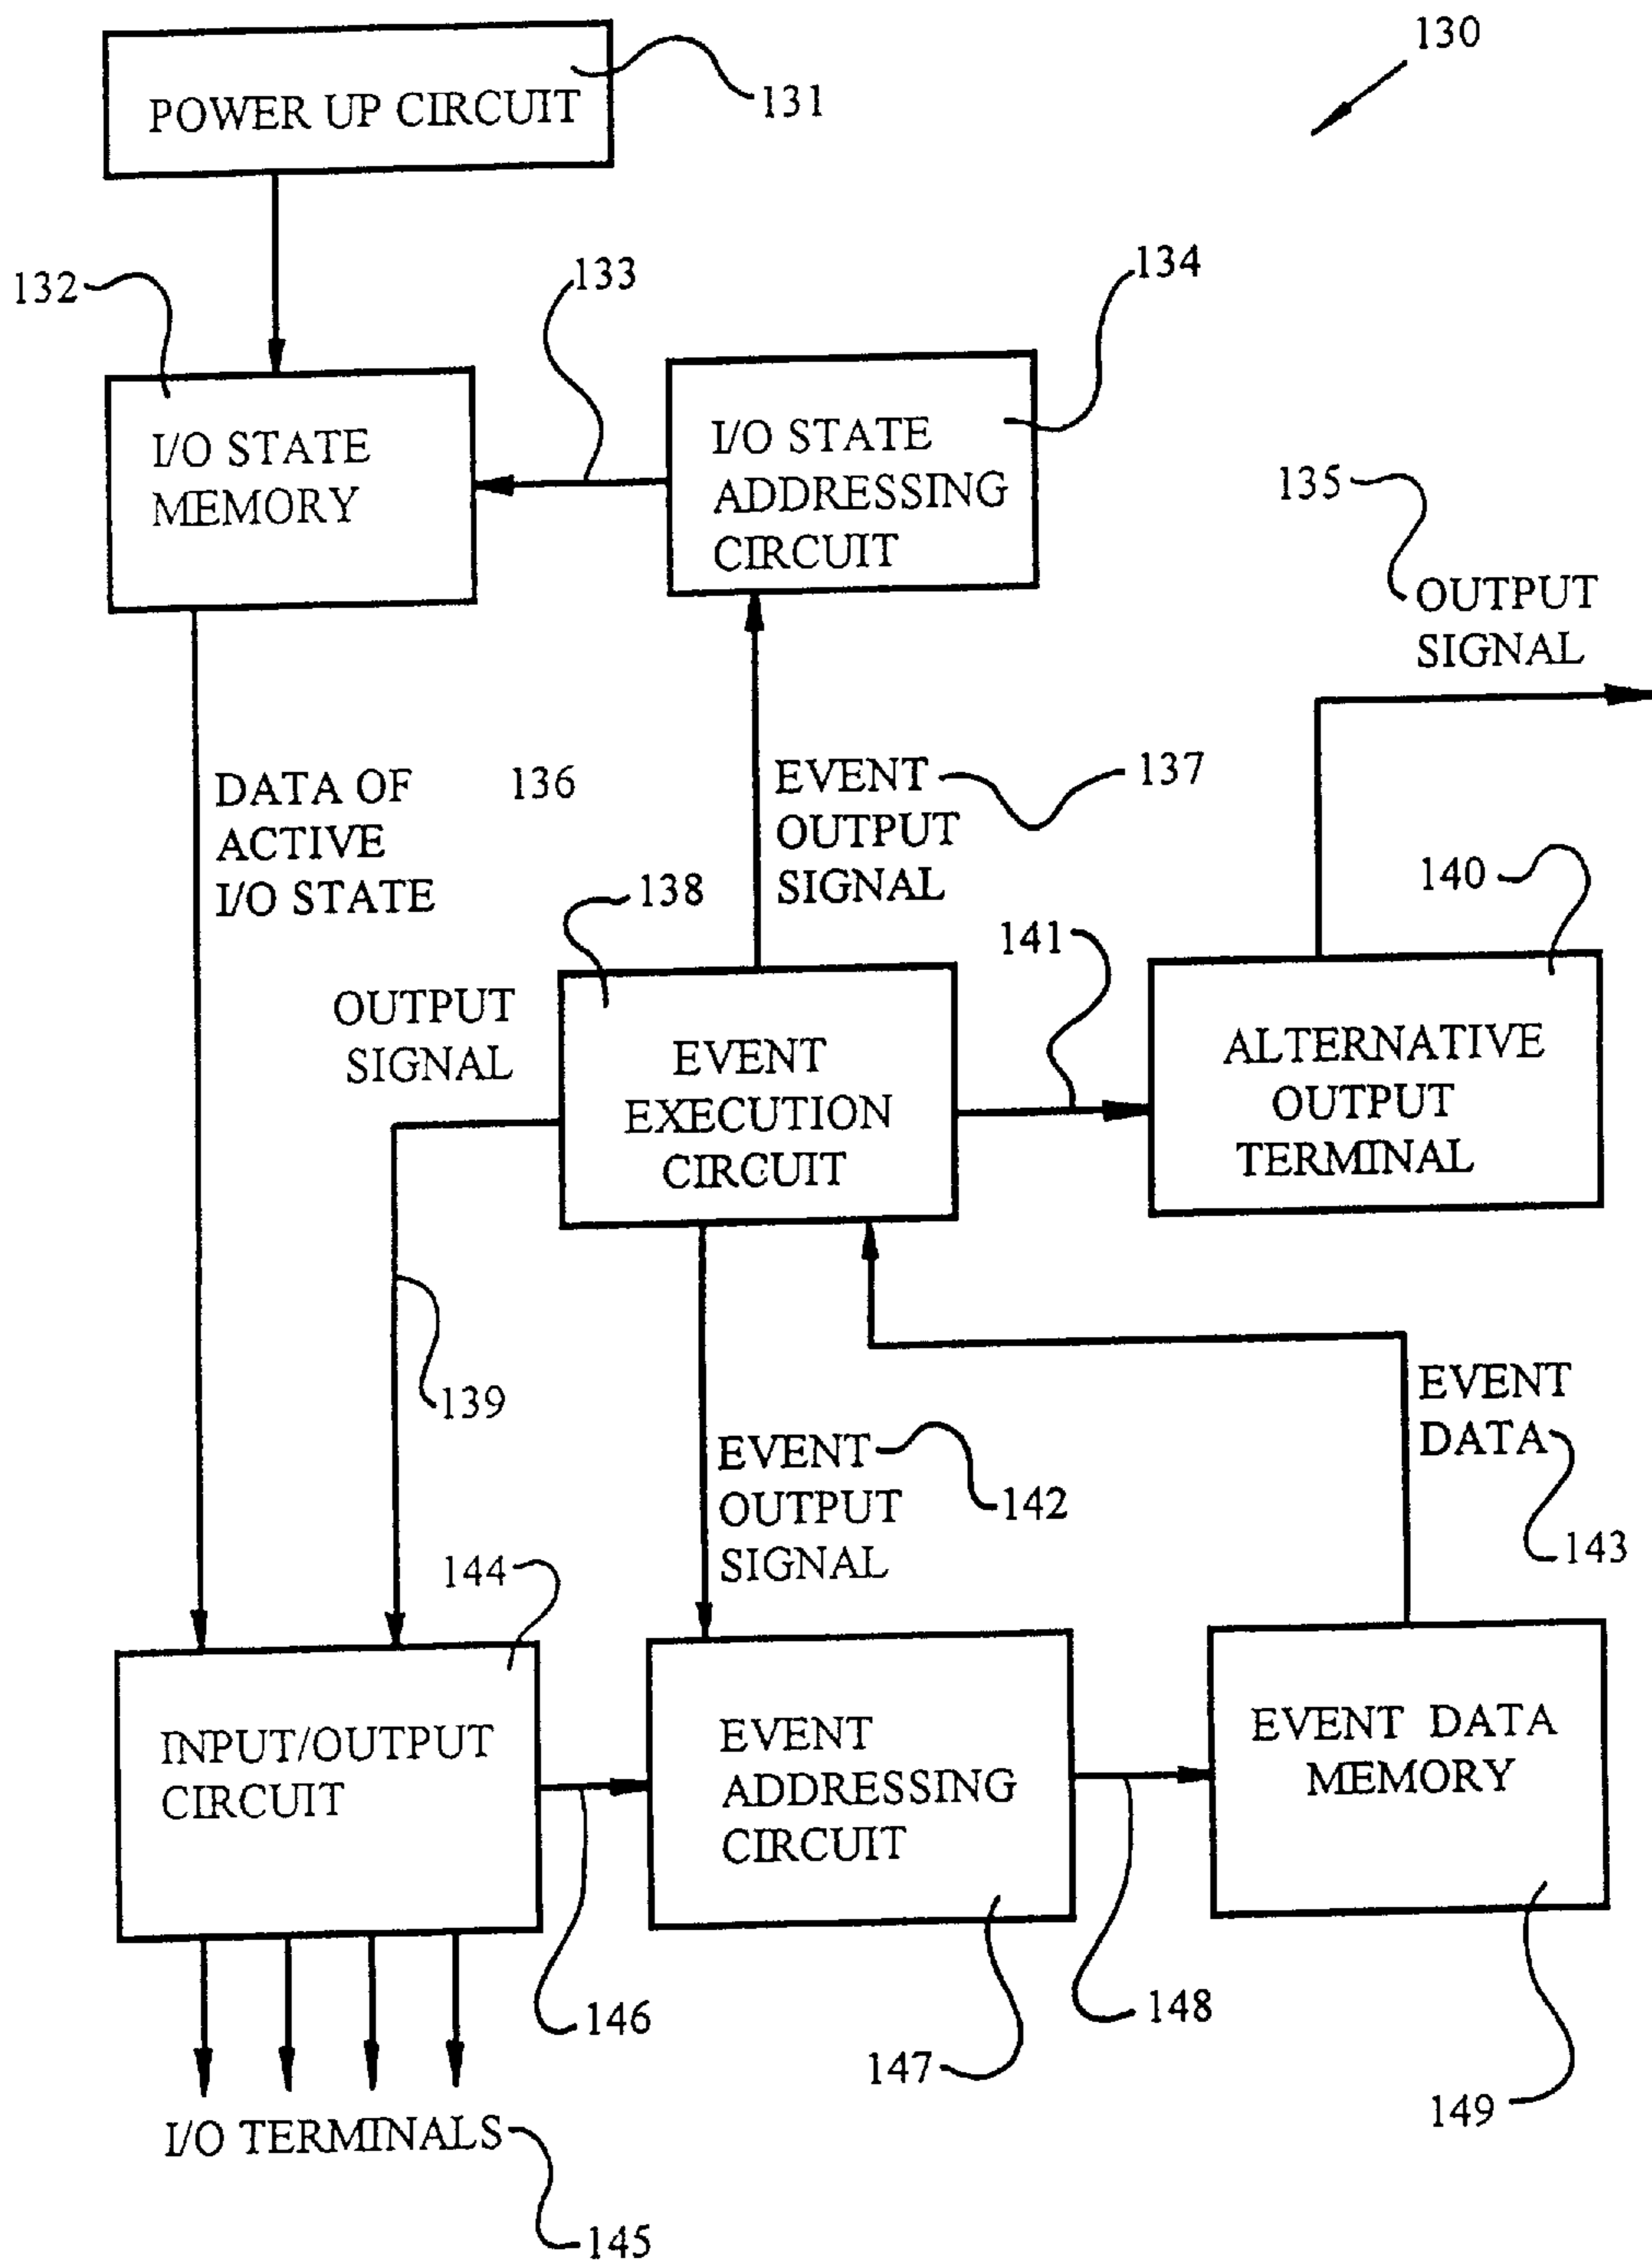 130
POWER UP CIRCUIT
131
132
133
134
I/O STATE
MEMORY
I/O STATE
ADDRESSING
CIRCUIT
135
OUTPUT
SIGNAL
DATA OF
ACTIVE
I/O STATE
136
EVENT
OUTPUT
SIGNAL
137
138
140
141
OUTPUT
SIGNAL
EVENT
EXECUTION
CIRCUIT
ALTERNATIVE
OUTPUT
TERMINAL
139
EVENT
OUTPUT
SIGNAL
142
EVENT
DATA
143
144
INPUT/OUTPUT
CIRCUIT
EVENT
ADDRESSING
CIRCUIT
EVENT DATA
MEMORY
146
147
148
149
I/O TERMINALS
145